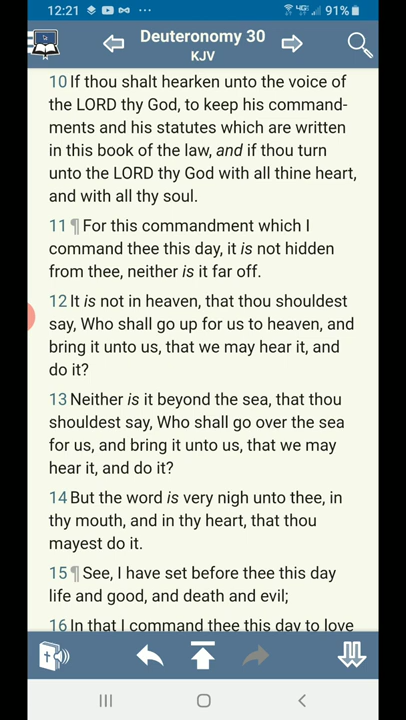 12:21 91%
Deuteronomy 30
KJV
10 If thou shalt hearken unto the voice of
the LORD thy God, to keep his command-
ments and his statutes which are written
in this book of the law, and if thou turn
unto the LORD thy God with all thine heart,
and with all thy soul.
11 ¶ For this commandment which I
command thee this day, it is not hidden
from thee, neither is it far off.
12 It is not in heaven, that thou shouldest
say, Who shall go up for us to heaven, and
bring it unto us, that we may hear it, and
do it?
13 Neither is it beyond the sea, that thou
shouldest say, Who shall go over the sea
for us, and bring it unto us, that we may
hear it, and do it?
14 But the word is very nigh unto thee, in
thy mouth, and in thy heart, that thou
mayest do it.
15 ¶ See, I have set before thee this day
life and good, and death and evil;
16 In that I command thee this day to love